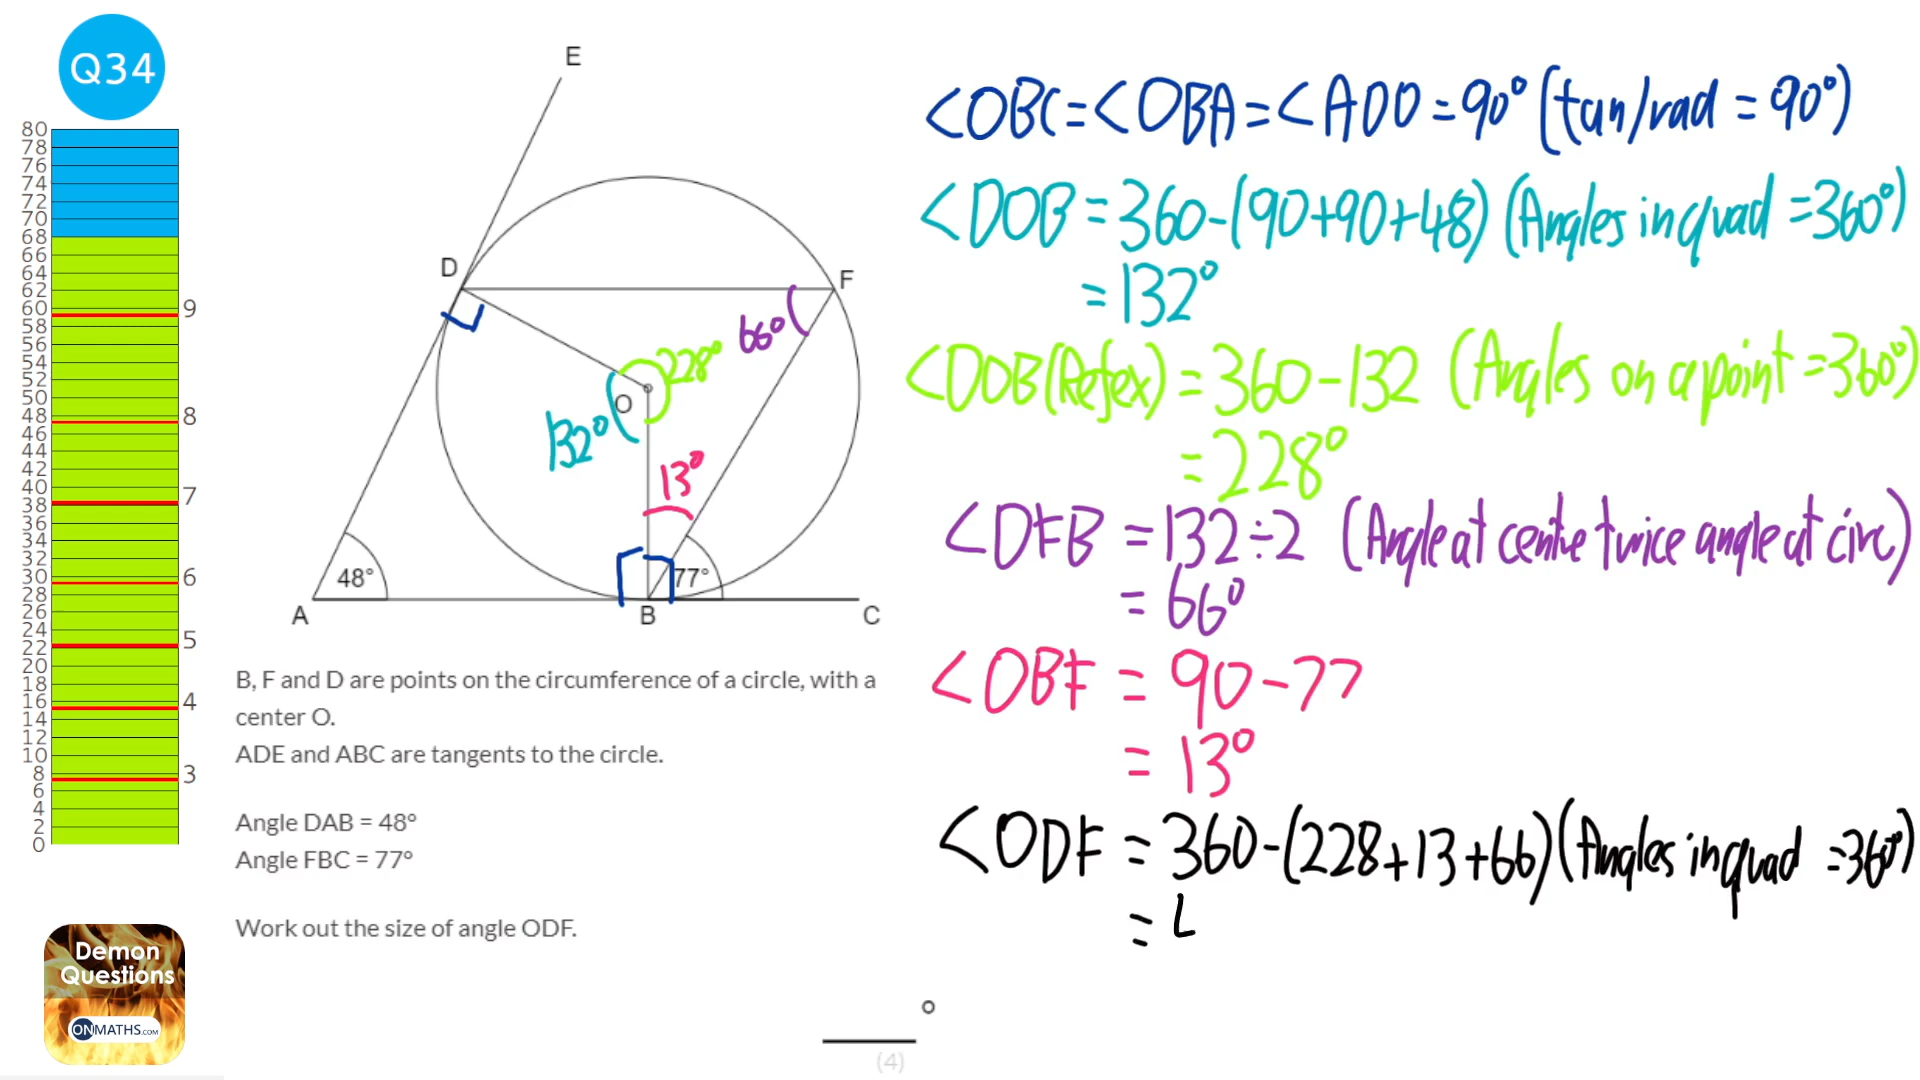 Q34
80
78
76
74
72
70
68
66
64
62
60
58
56
54
52
50
48
46
44
42
40
38
36
34
32
30
28
26
24
22
20
18
16
14
12
10
8
6
4
2
0
9
8
7
6
5
4
3
E
D
F
66°
228°
O
132°
13°
48°
77°
A
B
C
B, F and D are points on the circumference of a circle, with a
center O.
ADE and ABC are tangents to the circle.
Angle DAB = 48°
Angle FBC = 77°
Work out the size of angle ODF.
°
(4)
Demon
Questions
ONMATHS.COM
<OBC = <OBA = <ADO = 90° (tan/rad = 90°)
<DOB = 360-(90+90+48) (Angles in quad = 360°)
= 132°
<DOB (Refex) = 360-132 (Angles on a point = 360°)
= 228°
<DFB = 132÷2 (Angle at centre twice angle at circ)
= 66°
<OBF = 90-77
= 13°
<ODF = 360-(228+13+66) (Angles in quad = 360°)
=